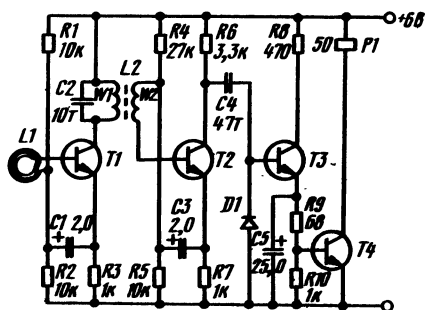 R1
10к
R4
27к
R6
3,3к
R8
470
50
P1
+6В
L2
C2
10т
W1
W2
C4
47т
L1
T1
T2
T3
C1 2,0
+
C3
2,0
+
Д1
C5
+
25,0
R9
68
T4
R2
10к
R3
1к
R5
10к
R7
1к
R10
1к